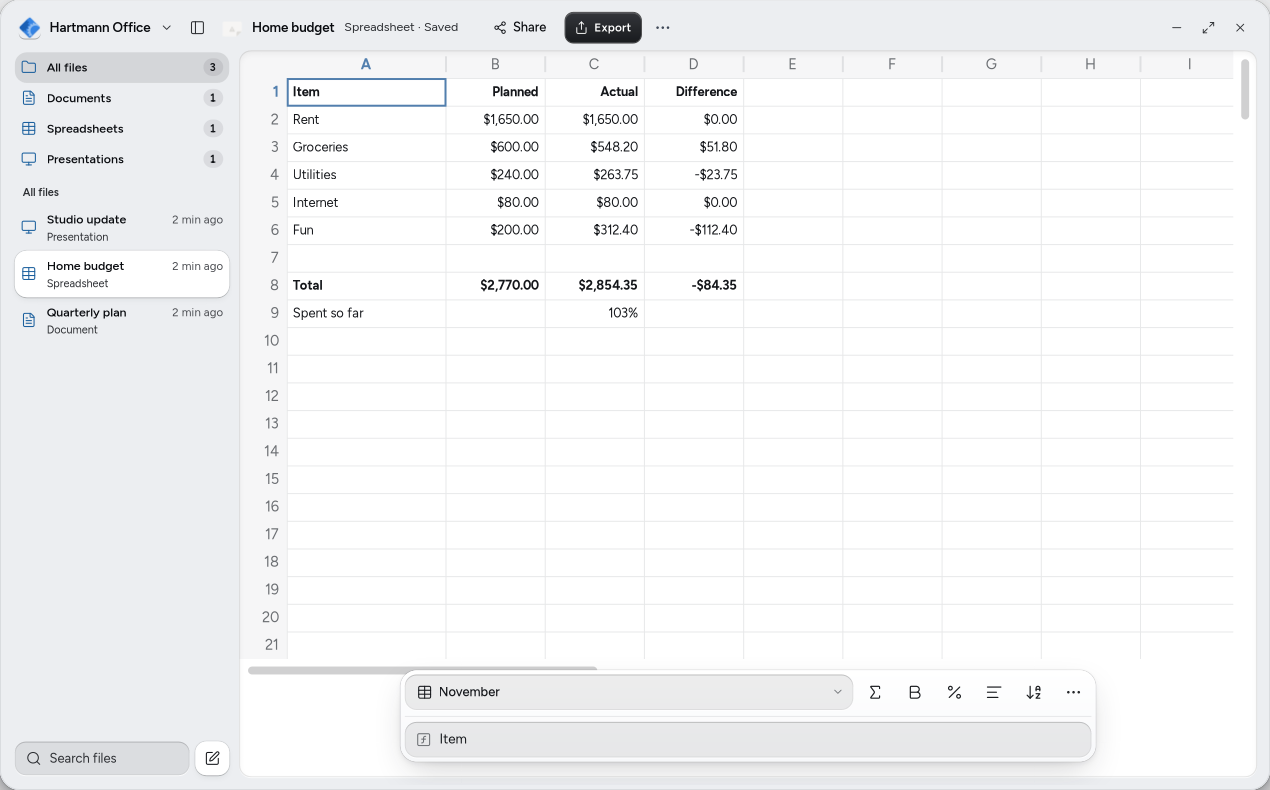 Hartmann Office
Home budget Spreadsheet · Saved Share Export
All files 3
Documents 1
Spreadsheets 1
Presentations 1
All files
Studio update 2 min ago
Presentation
Home budget 2 min ago
Spreadsheet
Quarterly plan 2 min ago
Document
Search files
A B C D E F G H I
1 Item Planned Actual Difference
2 Rent $1,650.00 $1,650.00 $0.00
3 Groceries $600.00 $548.20 $51.80
4 Utilities $240.00 $263.75 -$23.75
5 Internet $80.00 $80.00 $0.00
6 Fun $200.00 $312.40 -$112.40
7
8 Total $2,770.00 $2,854.35 -$84.35
9 Spent so far 103%
10
11
12
13
14
15
16
17
18
19
20
21
November
Item